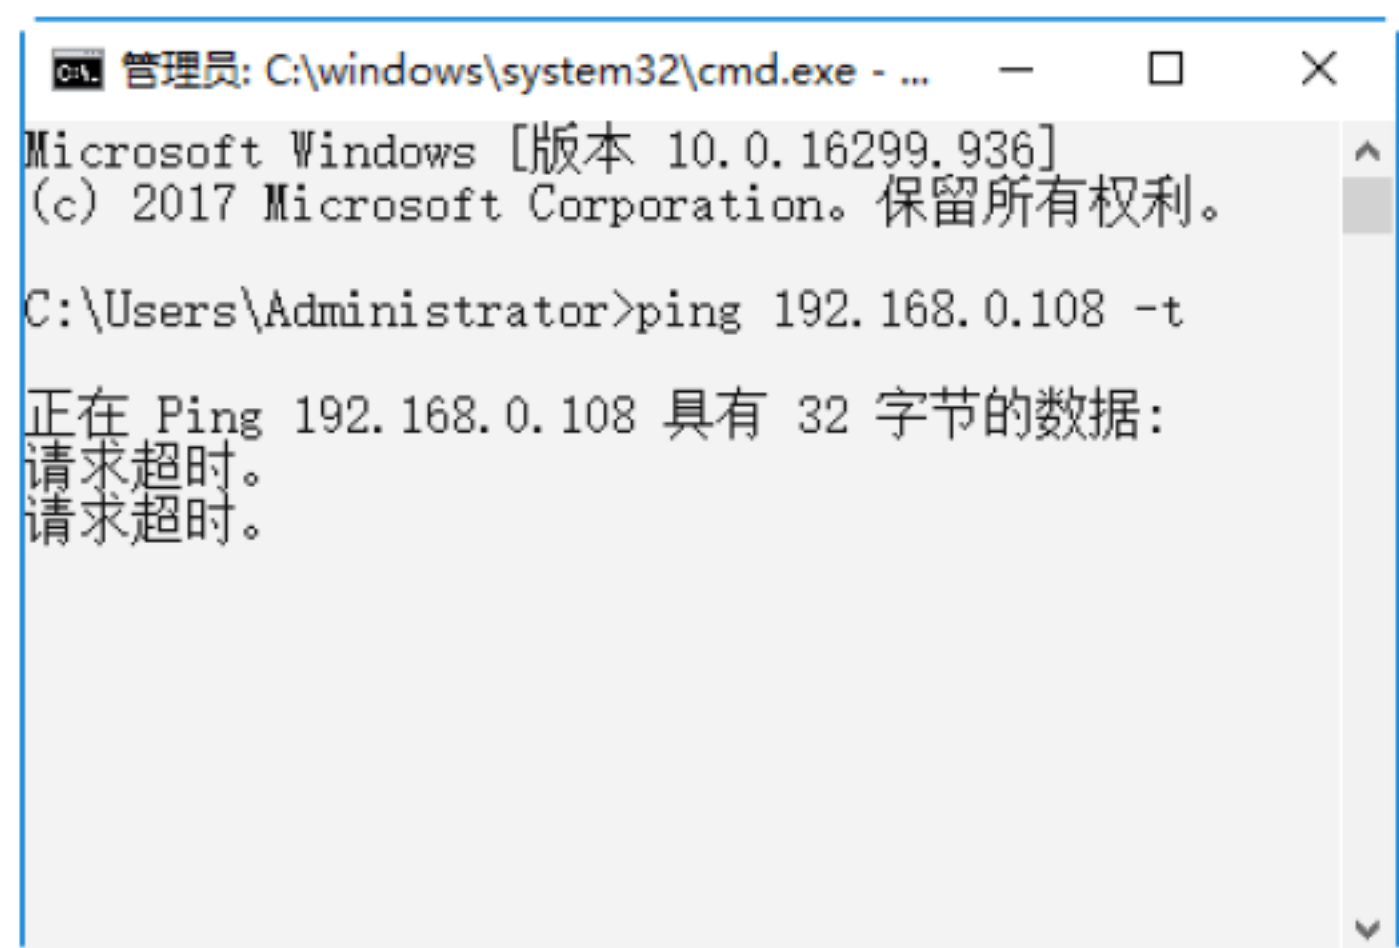 管理员: C:\windows\system32\cmd.exe - ...
Microsoft Windows [版本 10.0.16299.936]
(c) 2017 Microsoft Corporation。保留所有权利。
C:\Users\Administrator>ping 192.168.0.108 -t
正在 Ping 192.168.0.108 具有 32 字节的数据:
请求超时。
请求超时。